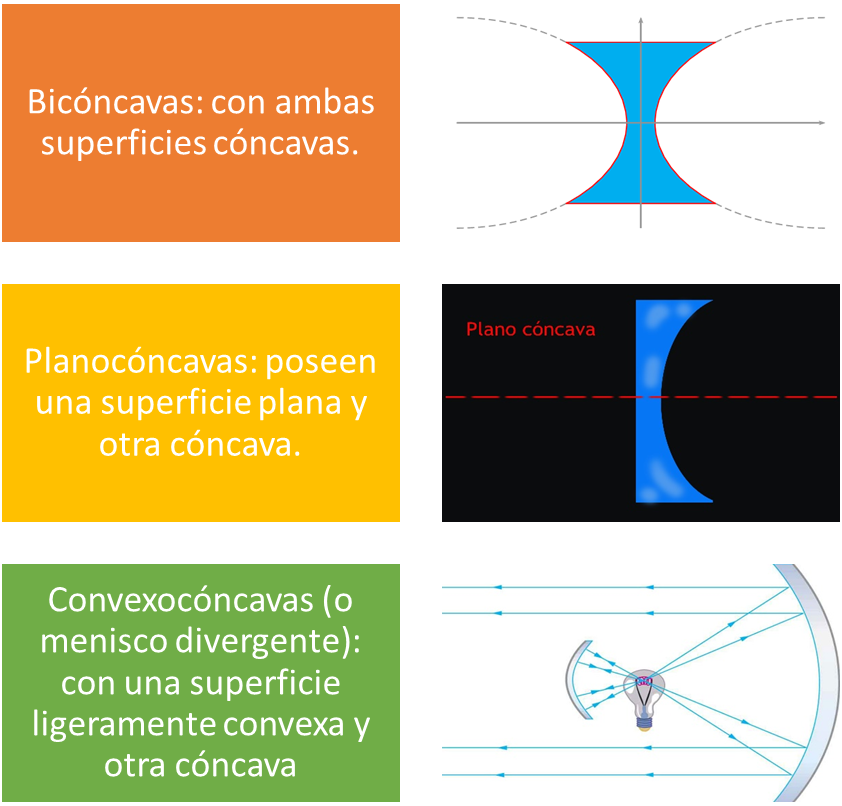 Bicóncavas: con ambas
superficies cóncavas.
Plano cóncava
Planocóncavas: poseen
una superficie plana y
otra cóncava.
Convexocóncavas (o
menisco divergente):
con una superficie
ligeramente convexa y
otra cóncava